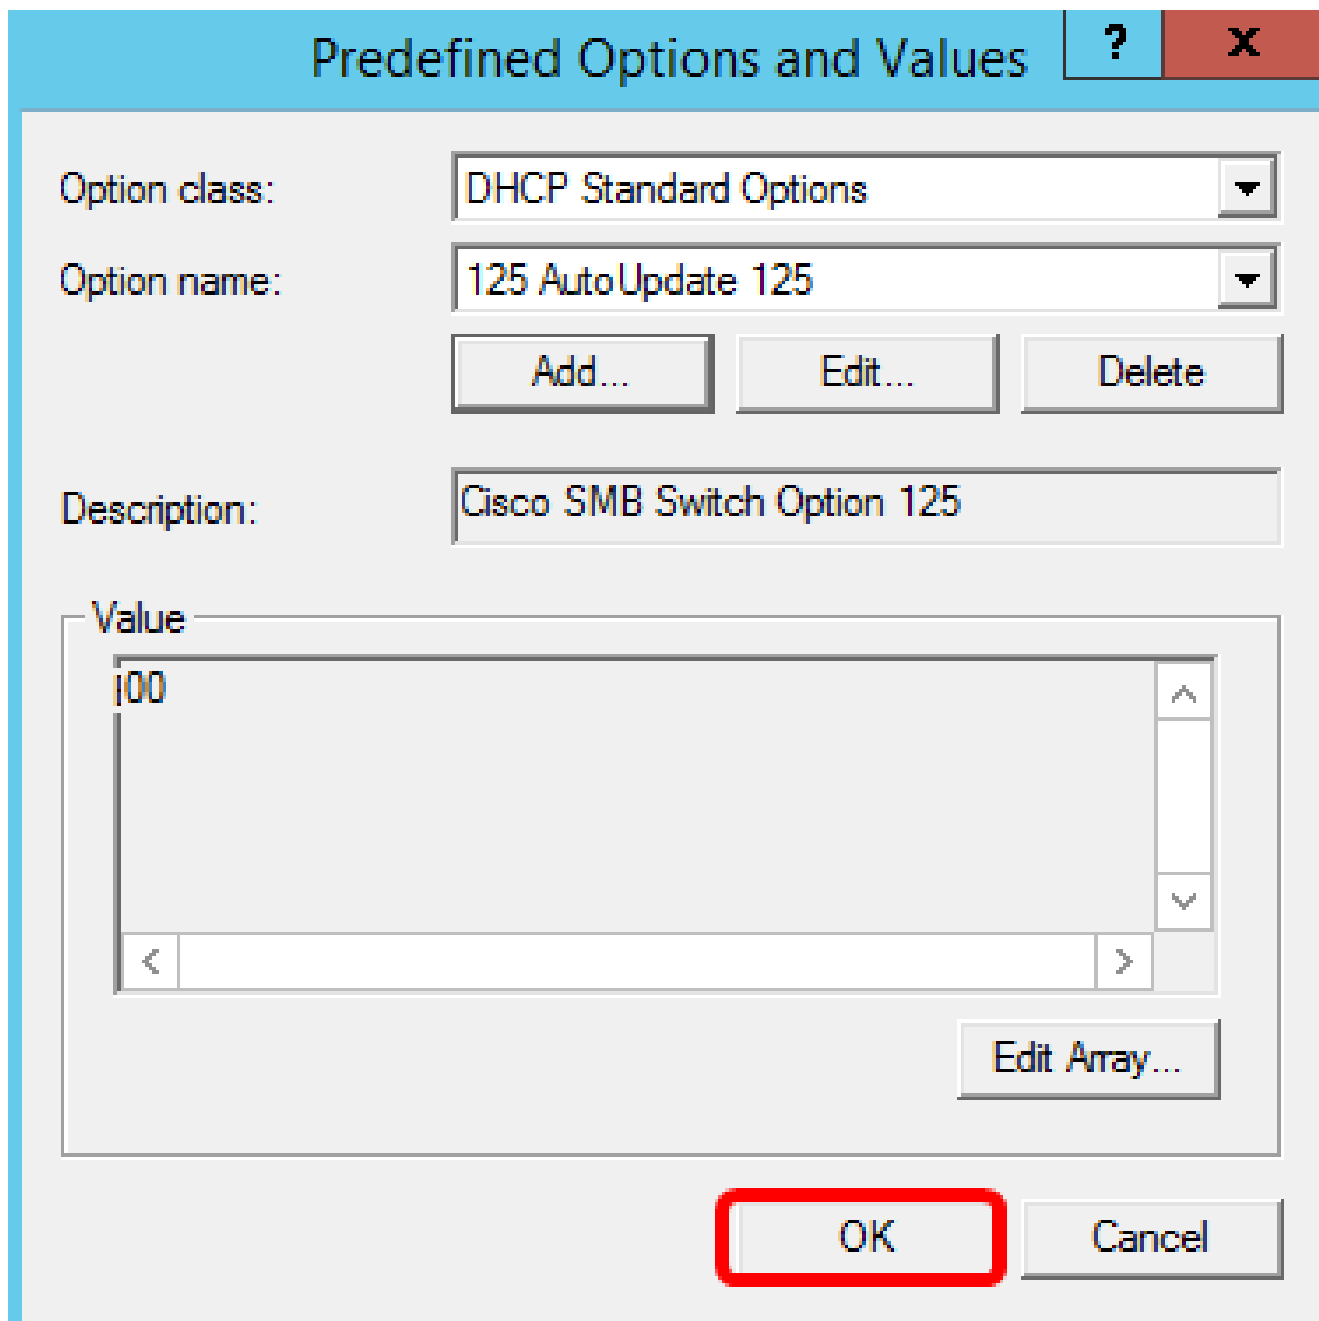 Predefined Options and Values ? x
Option class: DHCP Standard Options
Option name: 125 AutoUpdate 125
Add... Edit... Delete
Description: Cisco SMB Switch Option 125
Value
00
Edit Array...
OK Cancel